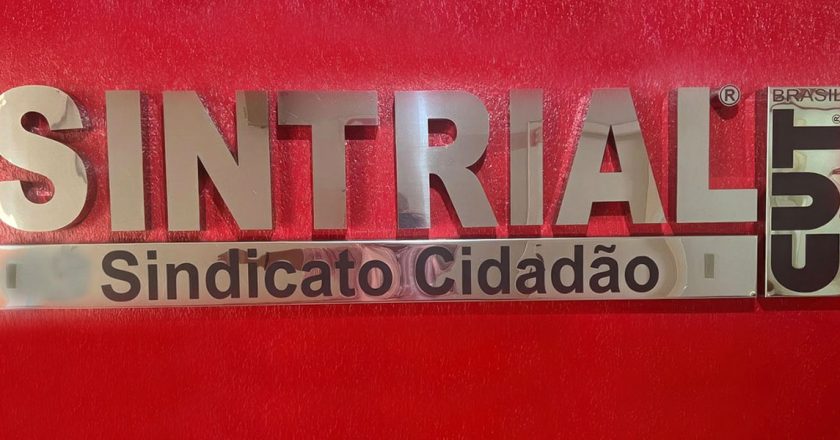 SINTRIAL®
Sindicato Cidadão
BRASIL
CUT®